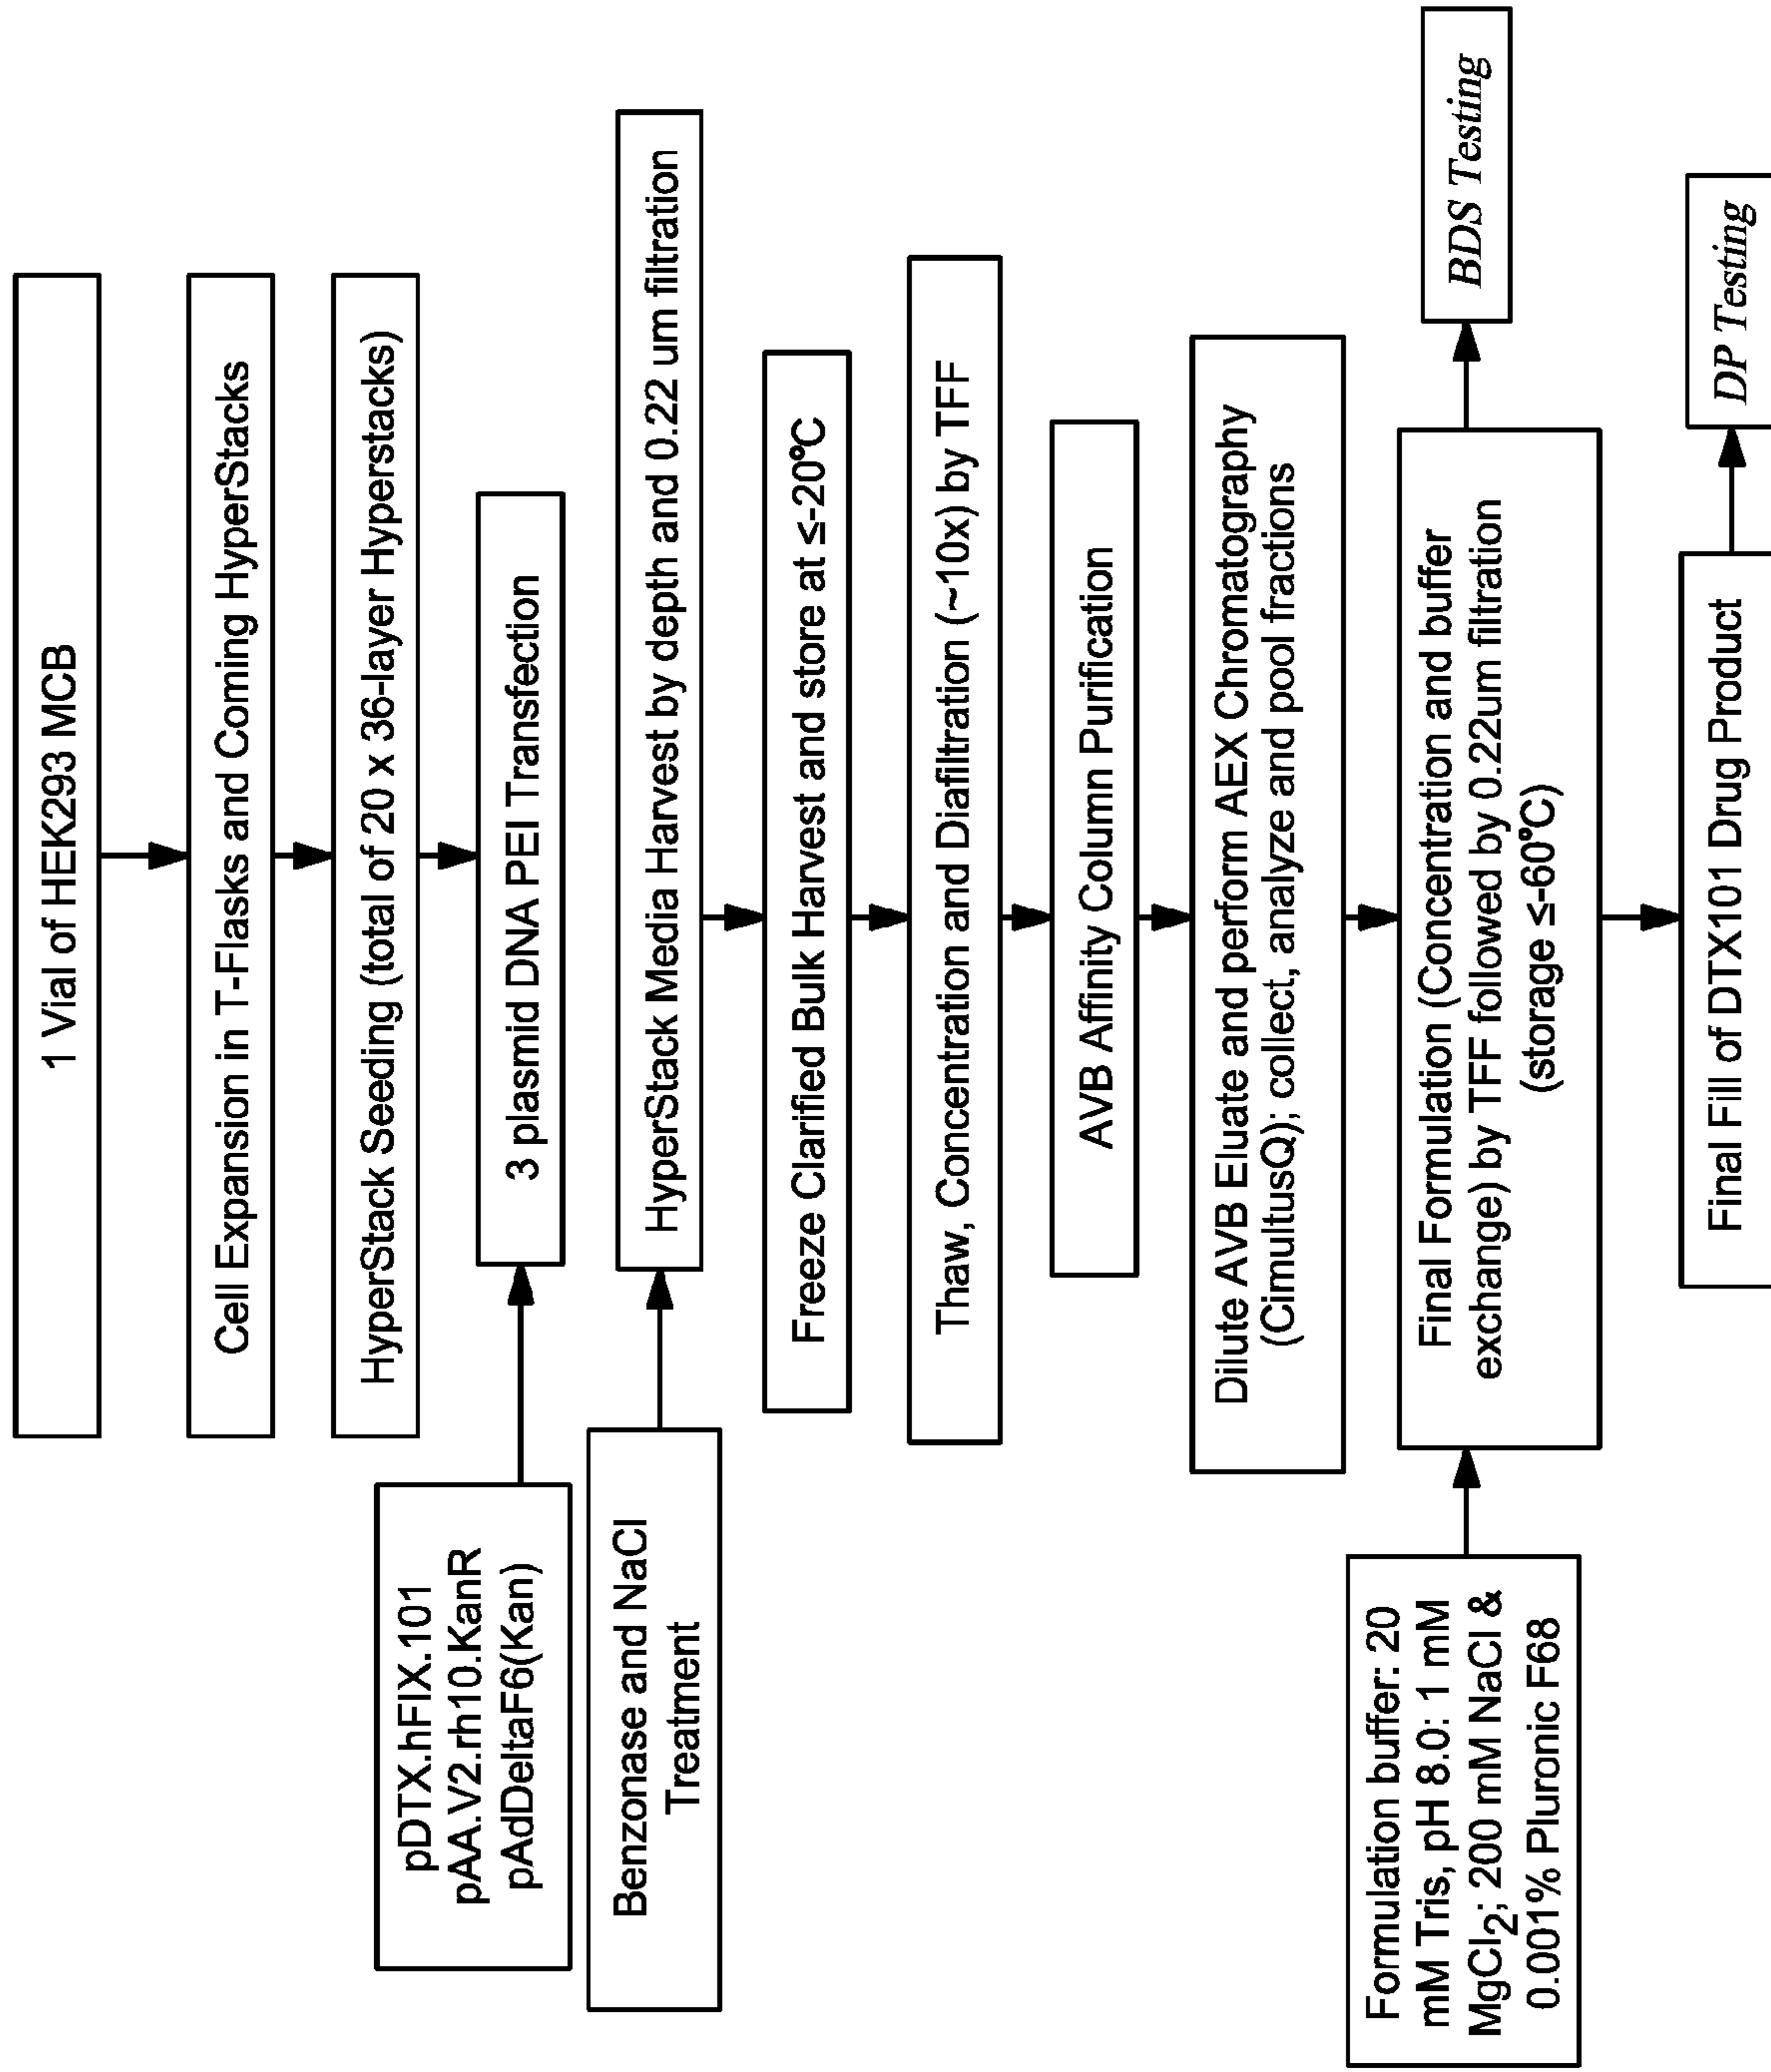 1 Vial of HEK293 MCB
Cell Expansion in T-Flasks and Coming HyperStacks
HyperStack Seeding (total of 20 x 36-layer Hyperstacks)
pDTX.hFIX.101
pAA.V2.rh10.KanR
pAdDeltaF6(Kan)
3 plasmid DNA PEI Transfection
Benzonase and NaCl
Treatment
HyperStack Media Harvest by depth and 0.22 um filtration
Freeze Clarified Bulk Harvest and store at ≤-20°C
Thaw, Concentration and Diafiltration (~10x) by TFF
AVB Affinity Column Purification
Dilute AVB Eluate and perform AEX Chromatography
(CimultusQ); collect, analyze and pool fractions
Formulation buffer: 20
mM Tris, pH 8.0: 1 mM
MgCl2; 200 mM NaCl &
0.001% Pluronic F68
Final Formulation (Concentration and buffer
exchange) by TFF followed by 0.22um filtration
(storage ≤-60°C)
BDS Testing
Final Fill of DTX101 Drug Product
DP Testing